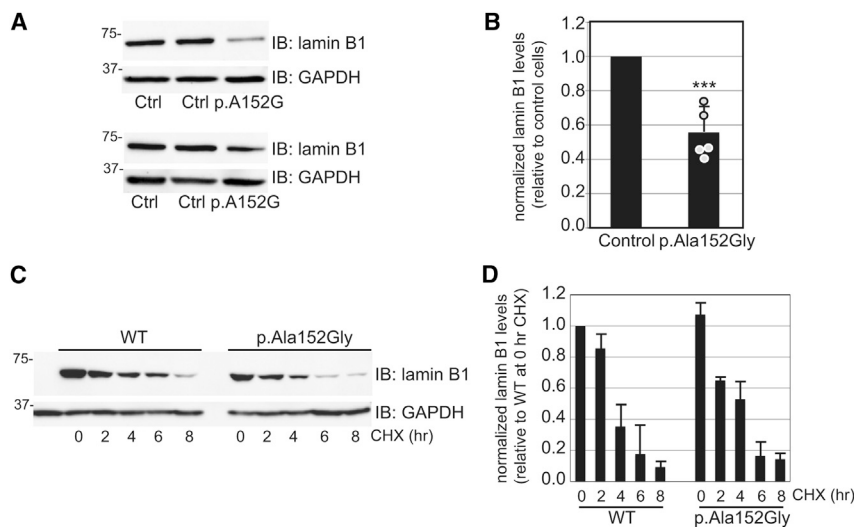 A
75-
IB: lamin B1
37-
IB: GAPDH
Ctrl Ctrl p.A152G
75-
IB: lamin B1
37-
IB: GAPDH
Ctrl Ctrl p.A152G
B
normalized lamin B1 levels
(relative to control cells)
1.2
1.0
0.8
0.6
0.4
0.2
0.0
***
Control p.Ala152Gly
C
WT p.Ala152Gly
75-
IB: lamin B1
37-
IB: GAPDH
0 2 4 6 8 0 2 4 6 8 CHX (hr)
D
normalized lamin B1 levels
(relative to WT at 0 hr CHX)
1.2
1.0
0.8
0.6
0.4
0.2
0.0
0 2 4 6 8 0 2 4 6 8 CHX (hr)
WT p.Ala152Gly